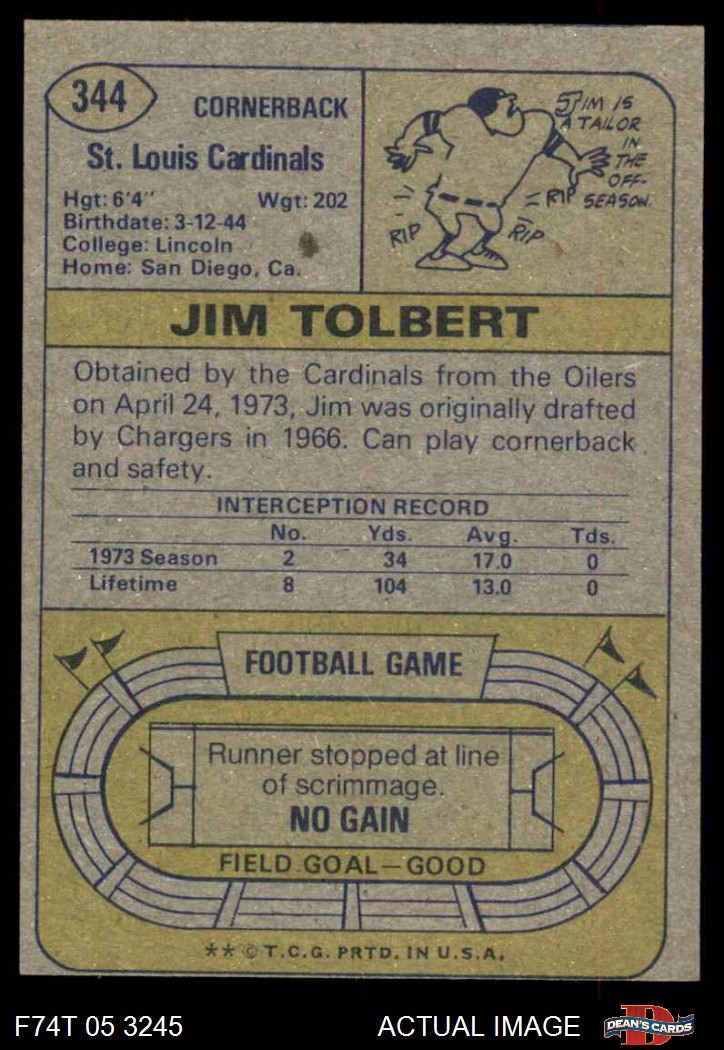 344
CORNERBACK
St. Louis Cardinals
Hgt: 6'4" Wgt: 202
Birthdate: 3-12-44
College: Lincoln
Home: San Diego, Ca.
JIM IS
A TAILOR
IN
THE
OFF-
SEASON.
RIP
RIP
RIP
JIM TOLBERT
Obtained by the Cardinals from the Oilers
on April 24, 1973, Jim was originally drafted
by Chargers in 1966. Can play cornerback
and safety.
INTERCEPTION RECORD
No. Yds. Avg. Tds.
1973 Season 2 34 17.0 0
Lifetime 8 104 13.0 0
FOOTBALL GAME
Runner stopped at line
of scrimmage.
NO GAIN
FIELD GOAL—GOOD
** © T.C.G. PRTD. IN U.S.A.
F74T 05 3245 ACTUAL IMAGE
D
DEAN'S CARDS